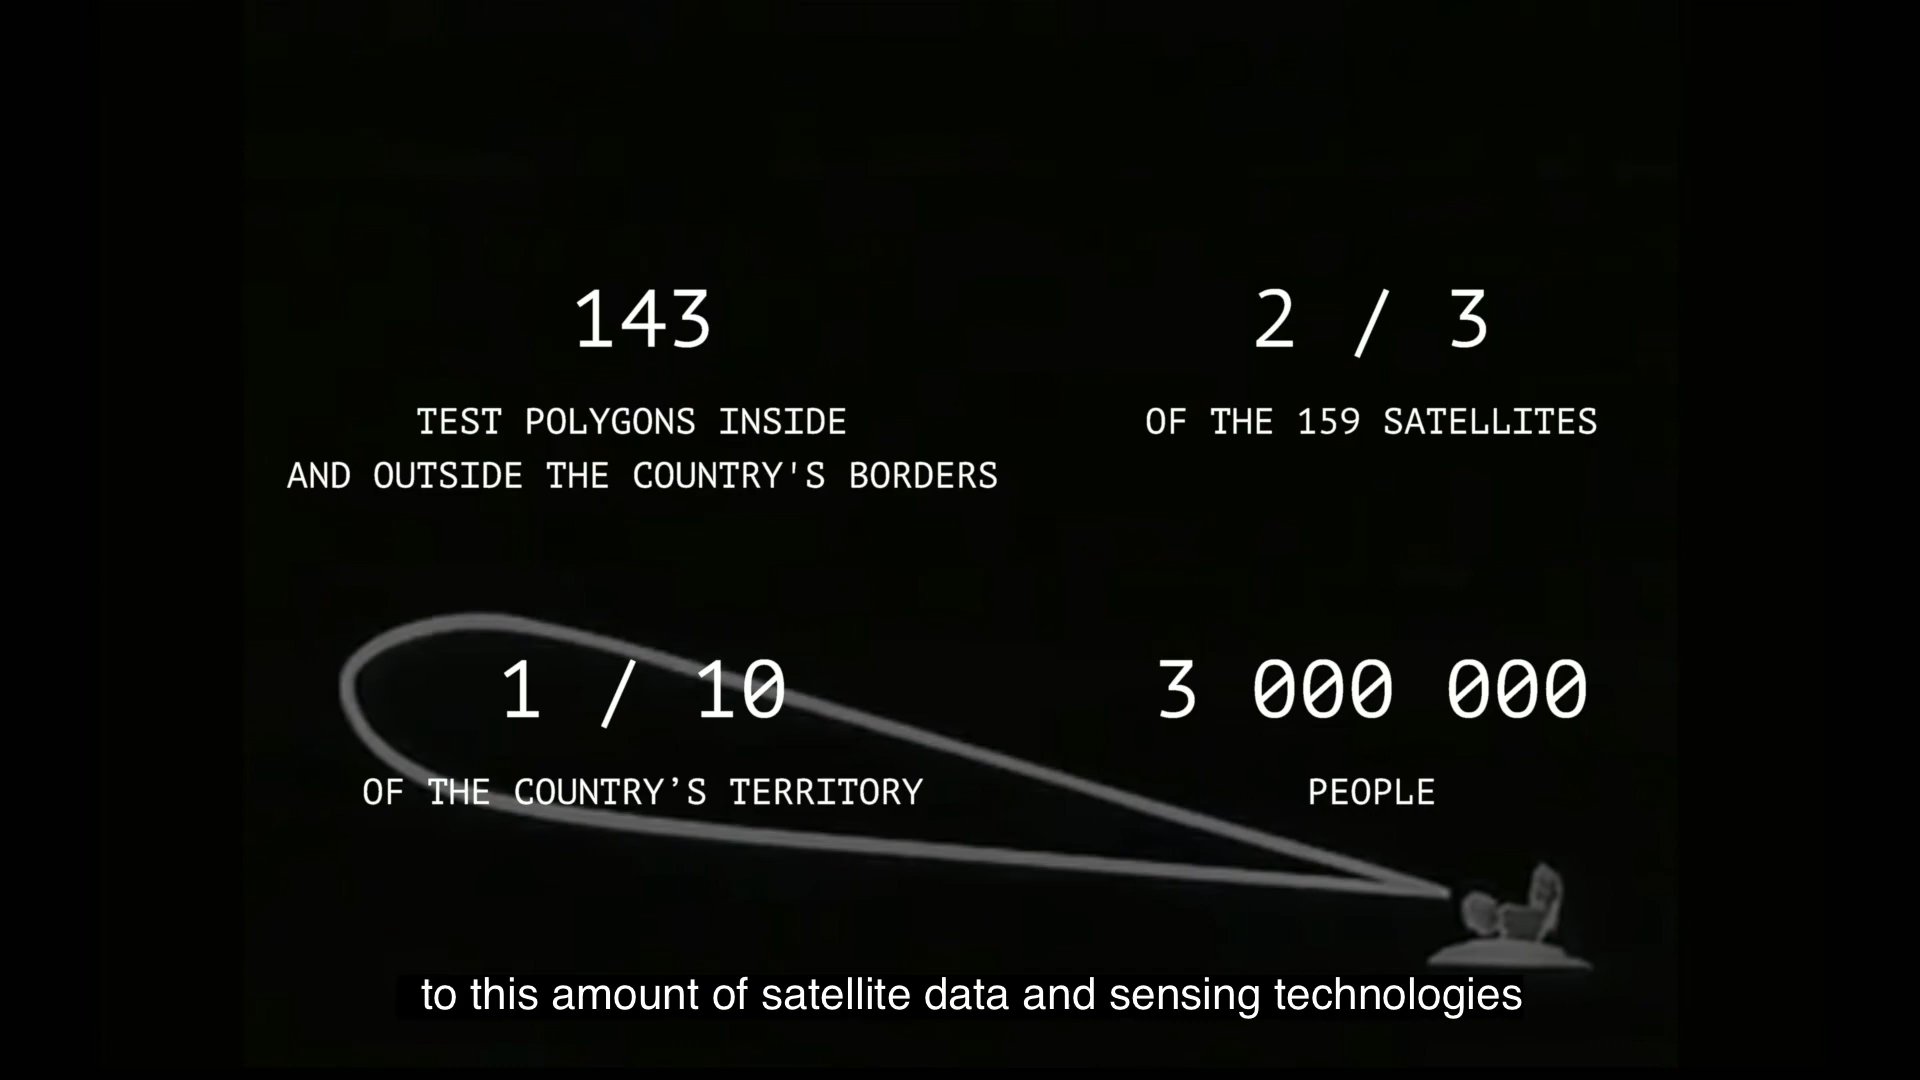 143
TEST POLYGONS INSIDE
AND OUTSIDE THE COUNTRY'S BORDERS
2 / 3
OF THE 159 SATELLITES
1 / 10
OF THE COUNTRY’S TERRITORY
3 000 000
PEOPLE
to this amount of satellite data and sensing technologies